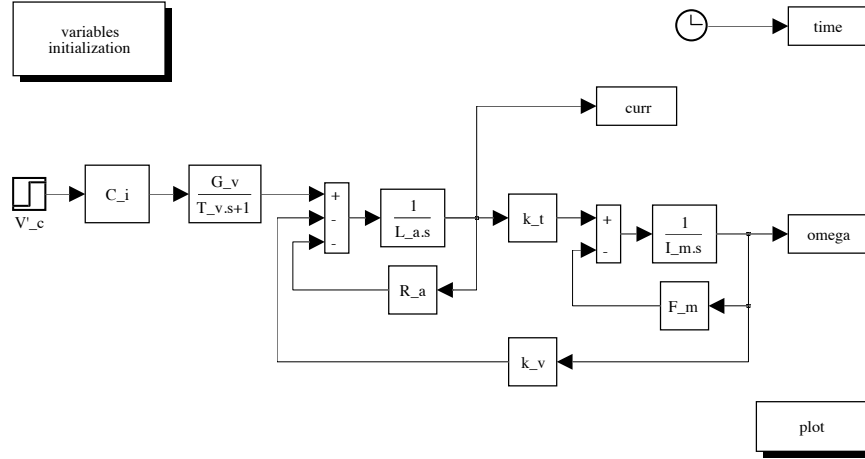 variables
initialization
time
curr
V'_c
C_i
G_v
T_v.s+1
+
-
-
1
L_a.s
k_t
+
-
1
I_m.s
omega
R_a
F_m
k_v
plot